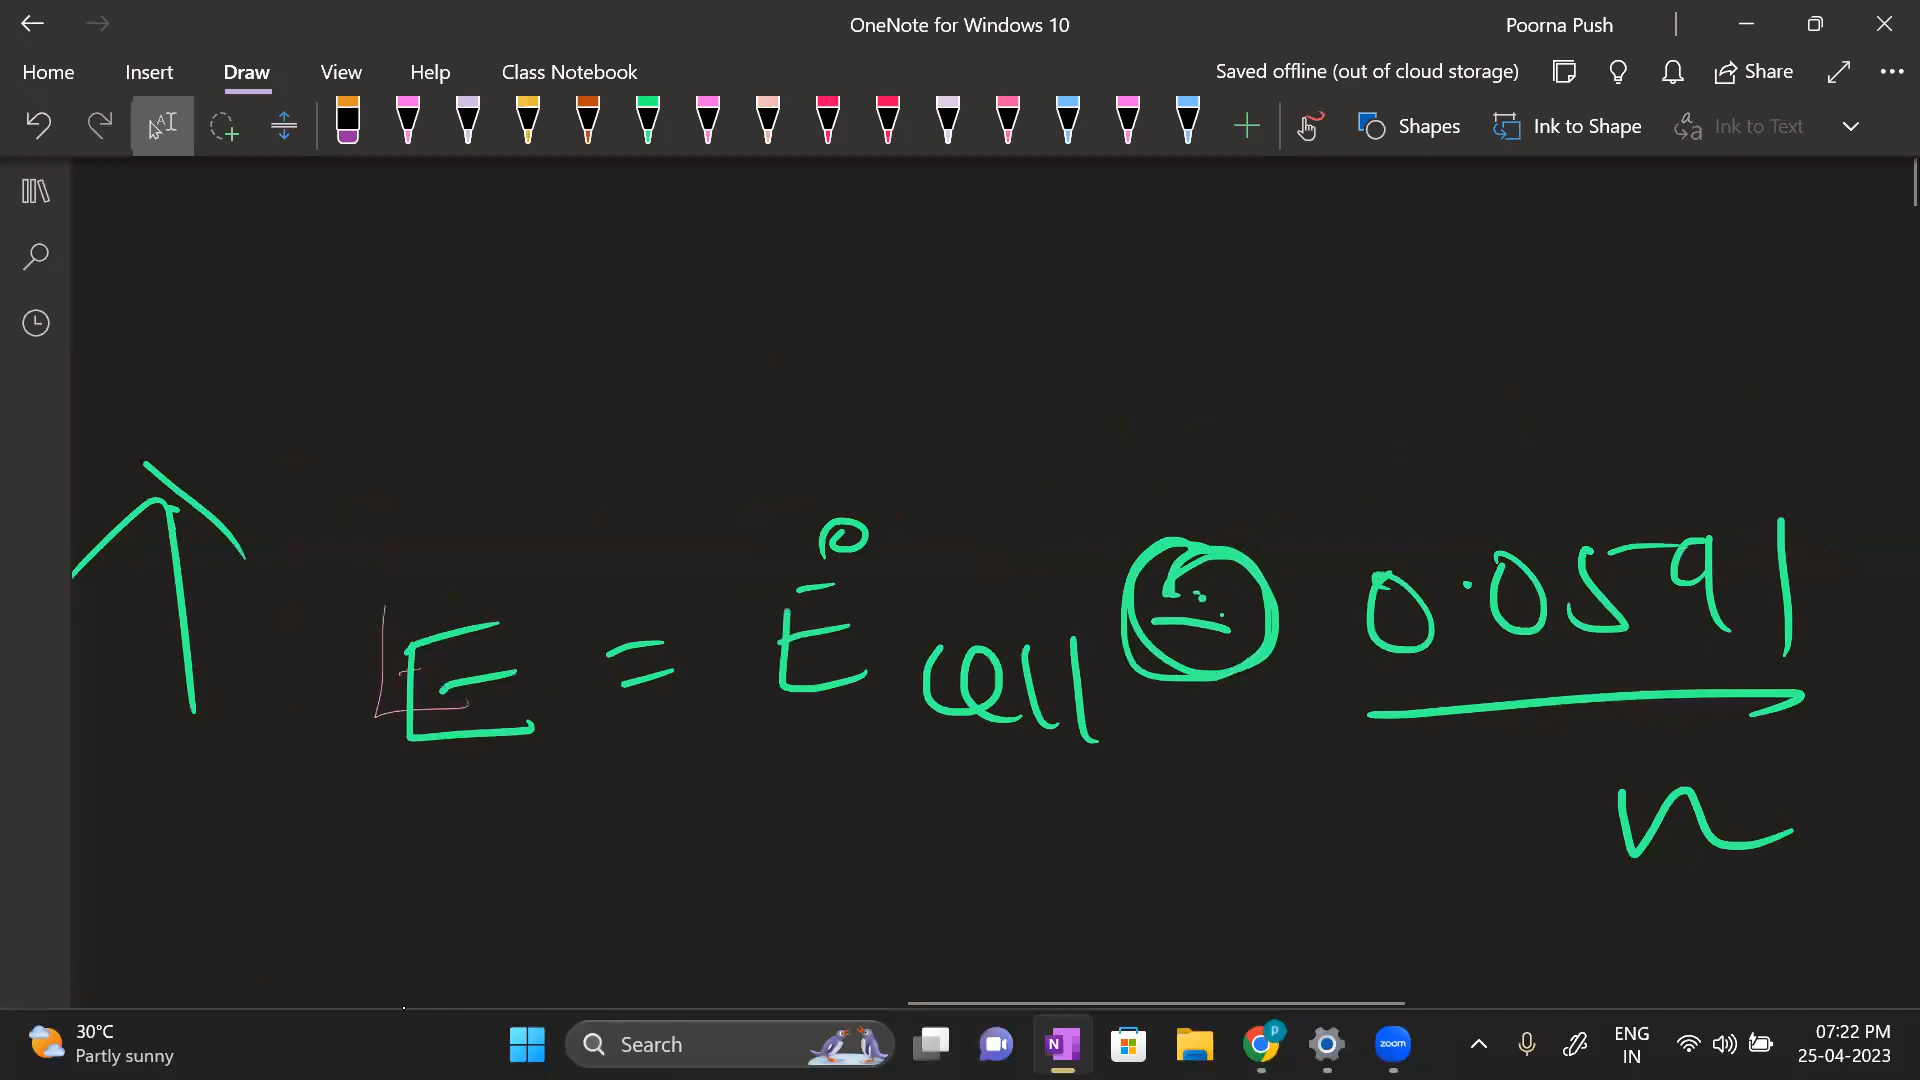 OneNote for Windows 10
Poorna Push
Home Insert Draw View Help Class Notebook
Saved offline (out of cloud storage) Share
Shapes Ink to Shape Ink to Text
E = E° cell - 0.0591
n
30°C
Partly sunny
Search
zoom
ENG
IN
07:22 PM
25-04-2023